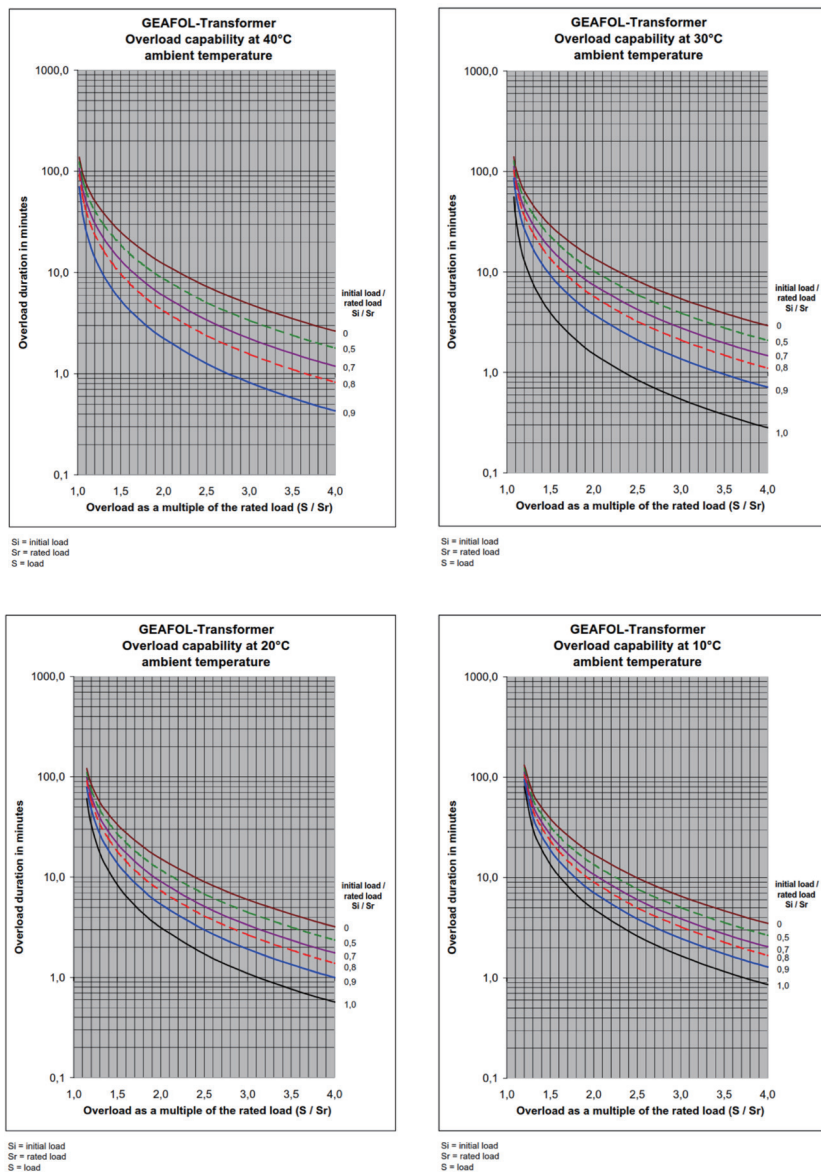 GEAFOL-Transformer
Overload capability at 40°C
ambient temperature
1000,0
100,0
10,0
1,0
0,1
Overload duration in minutes
initial load /
rated load
Si / Sr
0
0,5
0,7
0,8
0,9
1,0 1,5 2,0 2,5 3,0 3,5 4,0
Overload as a multiple of the rated load (S / Sr)
Si = initial load
Sr = rated load
S = load
GEAFOL-Transformer
Overload capability at 30°C
ambient temperature
1000,0
100,0
10,0
1,0
0,1
Overload duration in minutes
initial load /
rated load
Si / Sr
0
0,5
0,7
0,8
0,9
1,0
1,0 1,5 2,0 2,5 3,0 3,5 4,0
Overload as a multiple of the rated load (S / Sr)
Si = initial load
Sr = rated load
S = load
GEAFOL-Transformer
Overload capability at 20°C
ambient temperature
1000,0
100,0
10,0
1,0
0,1
Overload duration in minutes
initial load /
rated load
Si / Sr
0
0,5
0,7
0,8
0,9
1,0
1,0 1,5 2,0 2,5 3,0 3,5 4,0
Overload as a multiple of the rated load (S / Sr)
Si = initial load
Sr = rated load
S = load
GEAFOL-Transformer
Overload capability at 10°C
ambient temperature
1000,0
100,0
10,0
1,0
0,1
Overload duration in minutes
initial load /
rated load
Si / Sr
0
0,5
0,7
0,8
0,9
1,0
1,0 1,5 2,0 2,5 3,0 3,5 4,0
Overload as a multiple of the rated load (S / Sr)
Si = initial load
Sr = rated load
S = load